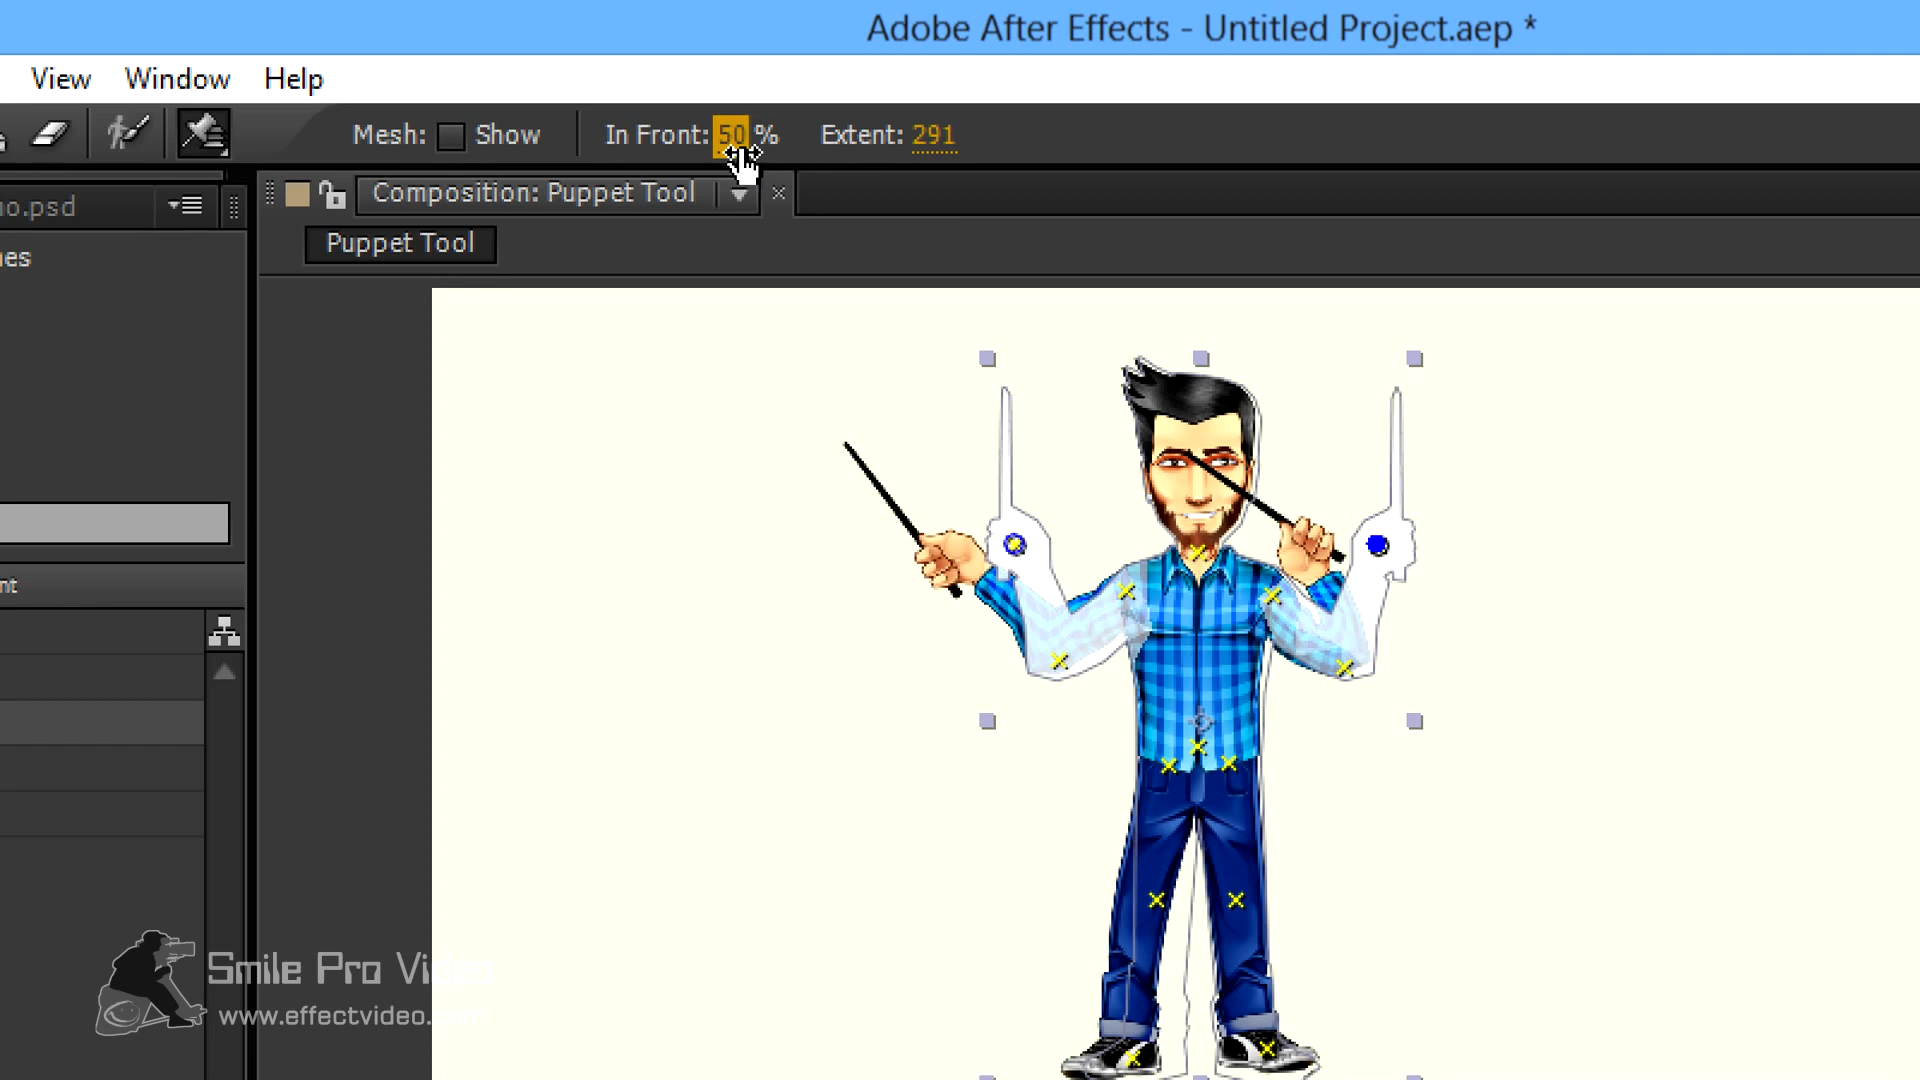 Adobe After Effects - Untitled Project.aep *
View Window Help
Mesh: Show In Front: 50 % Extent: 291
o.psd Composition: Puppet Tool
Puppet Tool
es
nt
Smile Pro Video
www.effectvideo.